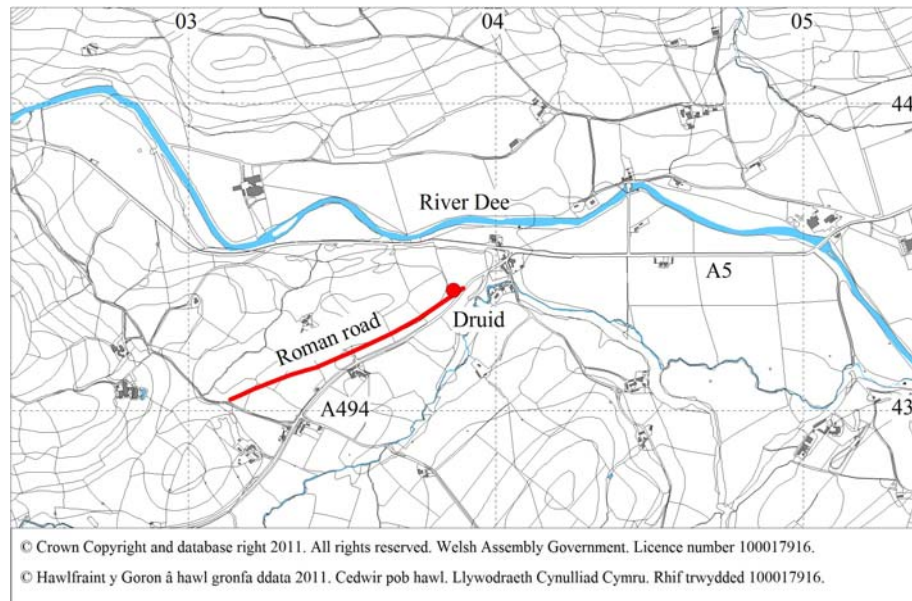 03
04
05
44
River Dee
A5
Druid
Roman road
A494
43
© Crown Copyright and database right 2011. All rights reserved. Welsh Assembly Government. Licence number 100017916.
© Hawlfraint y Goron â hawl gronfa ddata 2011. Cedwir pob hawl. Llywodraeth Cynulliad Cymru. Rhif trwydded 100017916.